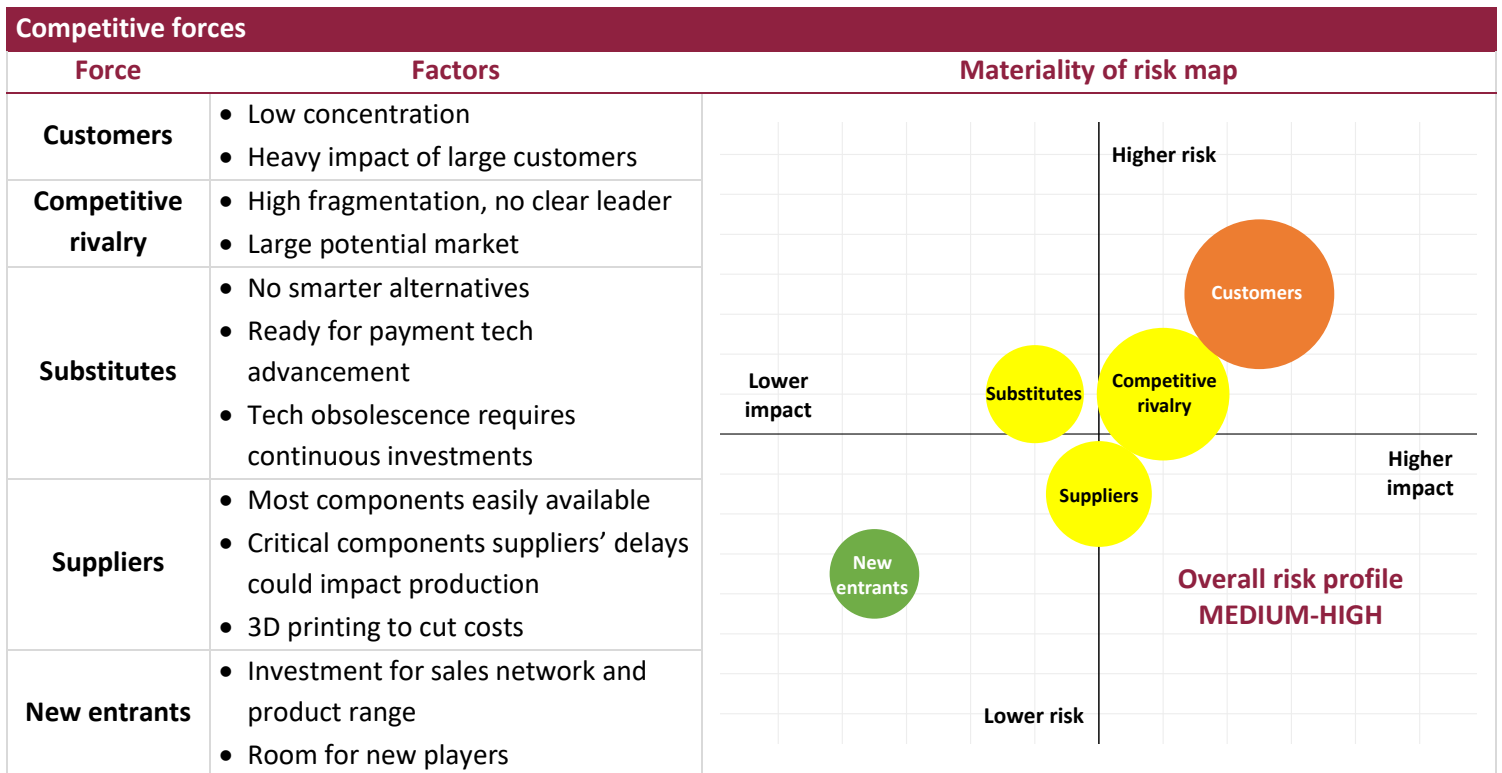 Competitive forces
Force
Factors
Materiality of risk map
Customers
• Low concentration
• Heavy impact of large customers
Competitive
rivalry
• High fragmentation, no clear leader
• Large potential market
Substitutes
• No smarter alternatives
• Ready for payment tech
advancement
• Tech obsolescence requires
continuous investments
Suppliers
• Most components easily available
• Critical components suppliers’ delays
could impact production
• 3D printing to cut costs
New entrants
• Investment for sales network and
product range
• Room for new players
Higher risk
Customers
Lower
impact
Substitutes
Competitive
rivalry
Higher
impact
Suppliers
New
entrants
Overall risk profile
MEDIUM-HIGH
Lower risk